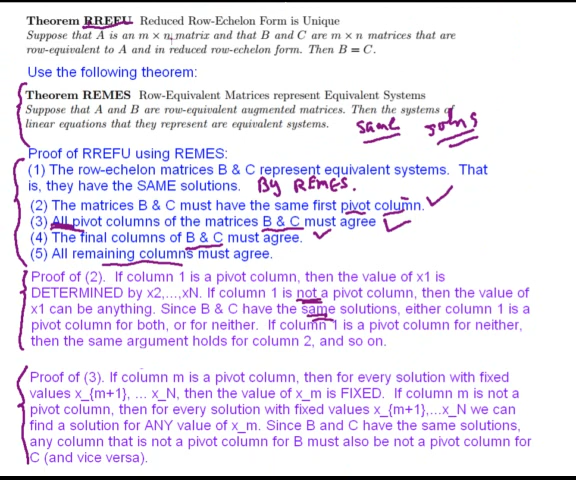 Theorem RREFU Reduced Row-Echelon Form is Unique
Suppose that A is an m × n matrix and that B and C are m × n matrices that are
row-equivalent to A and in reduced row-echelon form. Then B = C.
Use the following theorem:
Theorem REMES Row-Equivalent Matrices represent Equivalent Systems
Suppose that A and B are row-equivalent augmented matrices. Then the systems of
linear equations that they represent are equivalent systems.
same solns
Proof of RREFU using REMES:
(1) The row-echelon matrices B & C represent equivalent systems. That
is, they have the SAME solutions. By REMES.
(2) The matrices B & C must have the same first pivot column.
(3) All pivot columns of the matrices B & C must agree
(4) The final columns of B & C must agree.
(5) All remaining columns must agree.
Proof of (2). If column 1 is a pivot column, then the value of x1 is
DETERMINED by x2,...,xN. If column 1 is not a pivot column, then the value of
x1 can be anything. Since B & C have the same solutions, either column 1 is a
pivot column for both, or for neither. If column 1 is a pivot column for neither,
then the same argument holds for column 2, and so on.
Proof of (3). If column m is a pivot column, then for every solution with fixed
values x_{m+1}, ... x_N, then the value of x_m is FIXED. If column m is not a
pivot column, then for every solution with fixed values x_{m+1},...x_N we can
find a solution for ANY value of x_m. Since B and C have the same solutions,
any column that is not a pivot column for B must also be not a pivot column for
C (and vice versa).